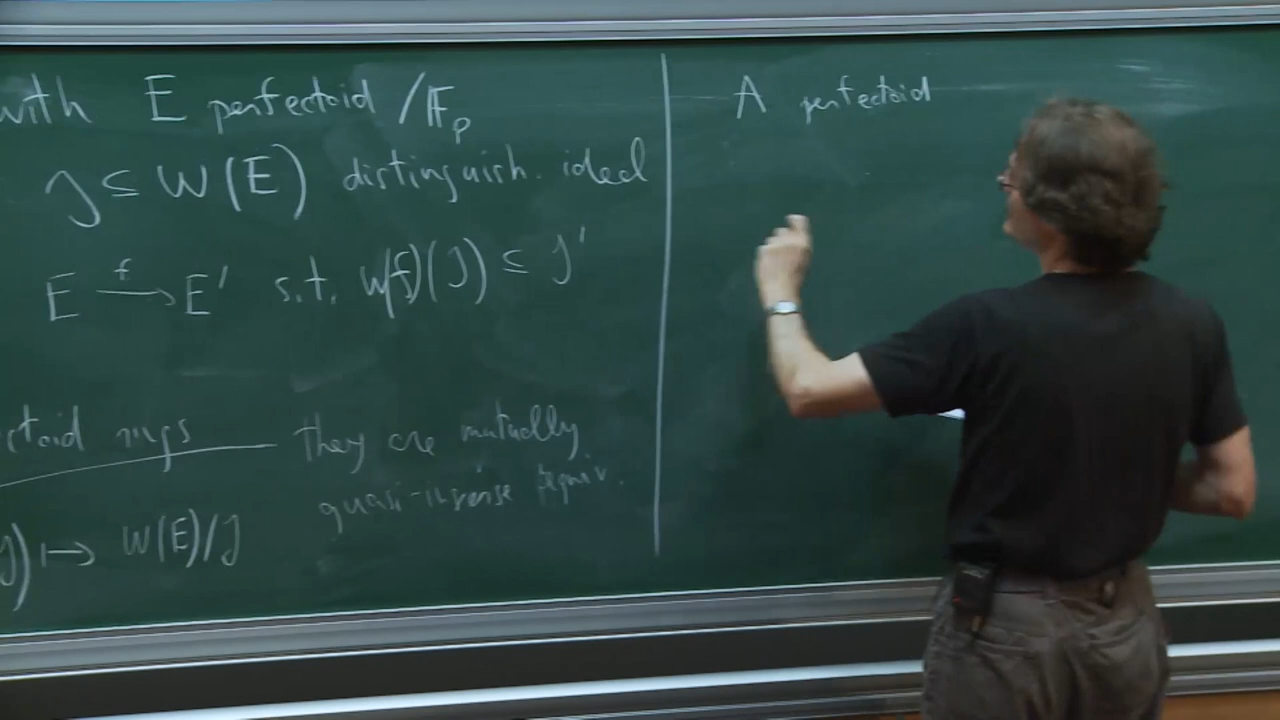 with E perfectoid /𝔽_p
J ⊆ W(E) distinguish. ideal
E —f→ E' s.t. W(f)(J) ⊆ J'
ctoid rings They are mutually
quasi-inverse equiv.
J) ↦ W(E)/J
A perfectoid